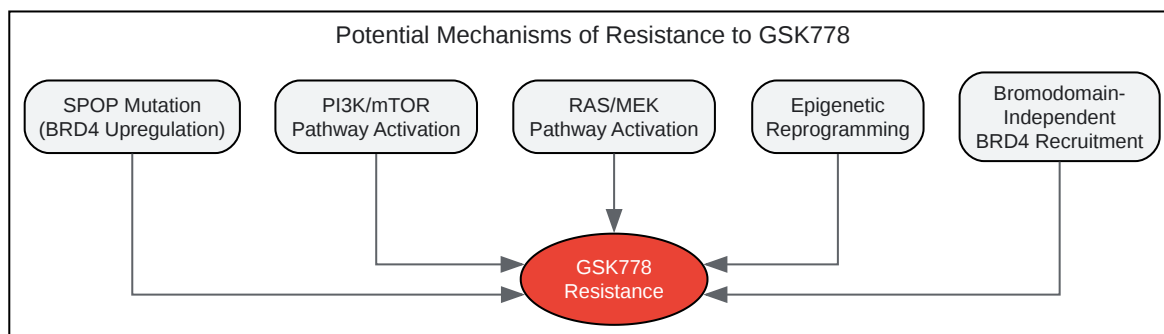 Potential Mechanisms of Resistance to GSK778
SPOP Mutation
(BRD4 Upregulation)
PI3K/mTOR
Pathway Activation
RAS/MEK
Pathway Activation
Epigenetic
Reprogramming
Bromodomain-
Independent
BRD4 Recruitment
GSK778
Resistance